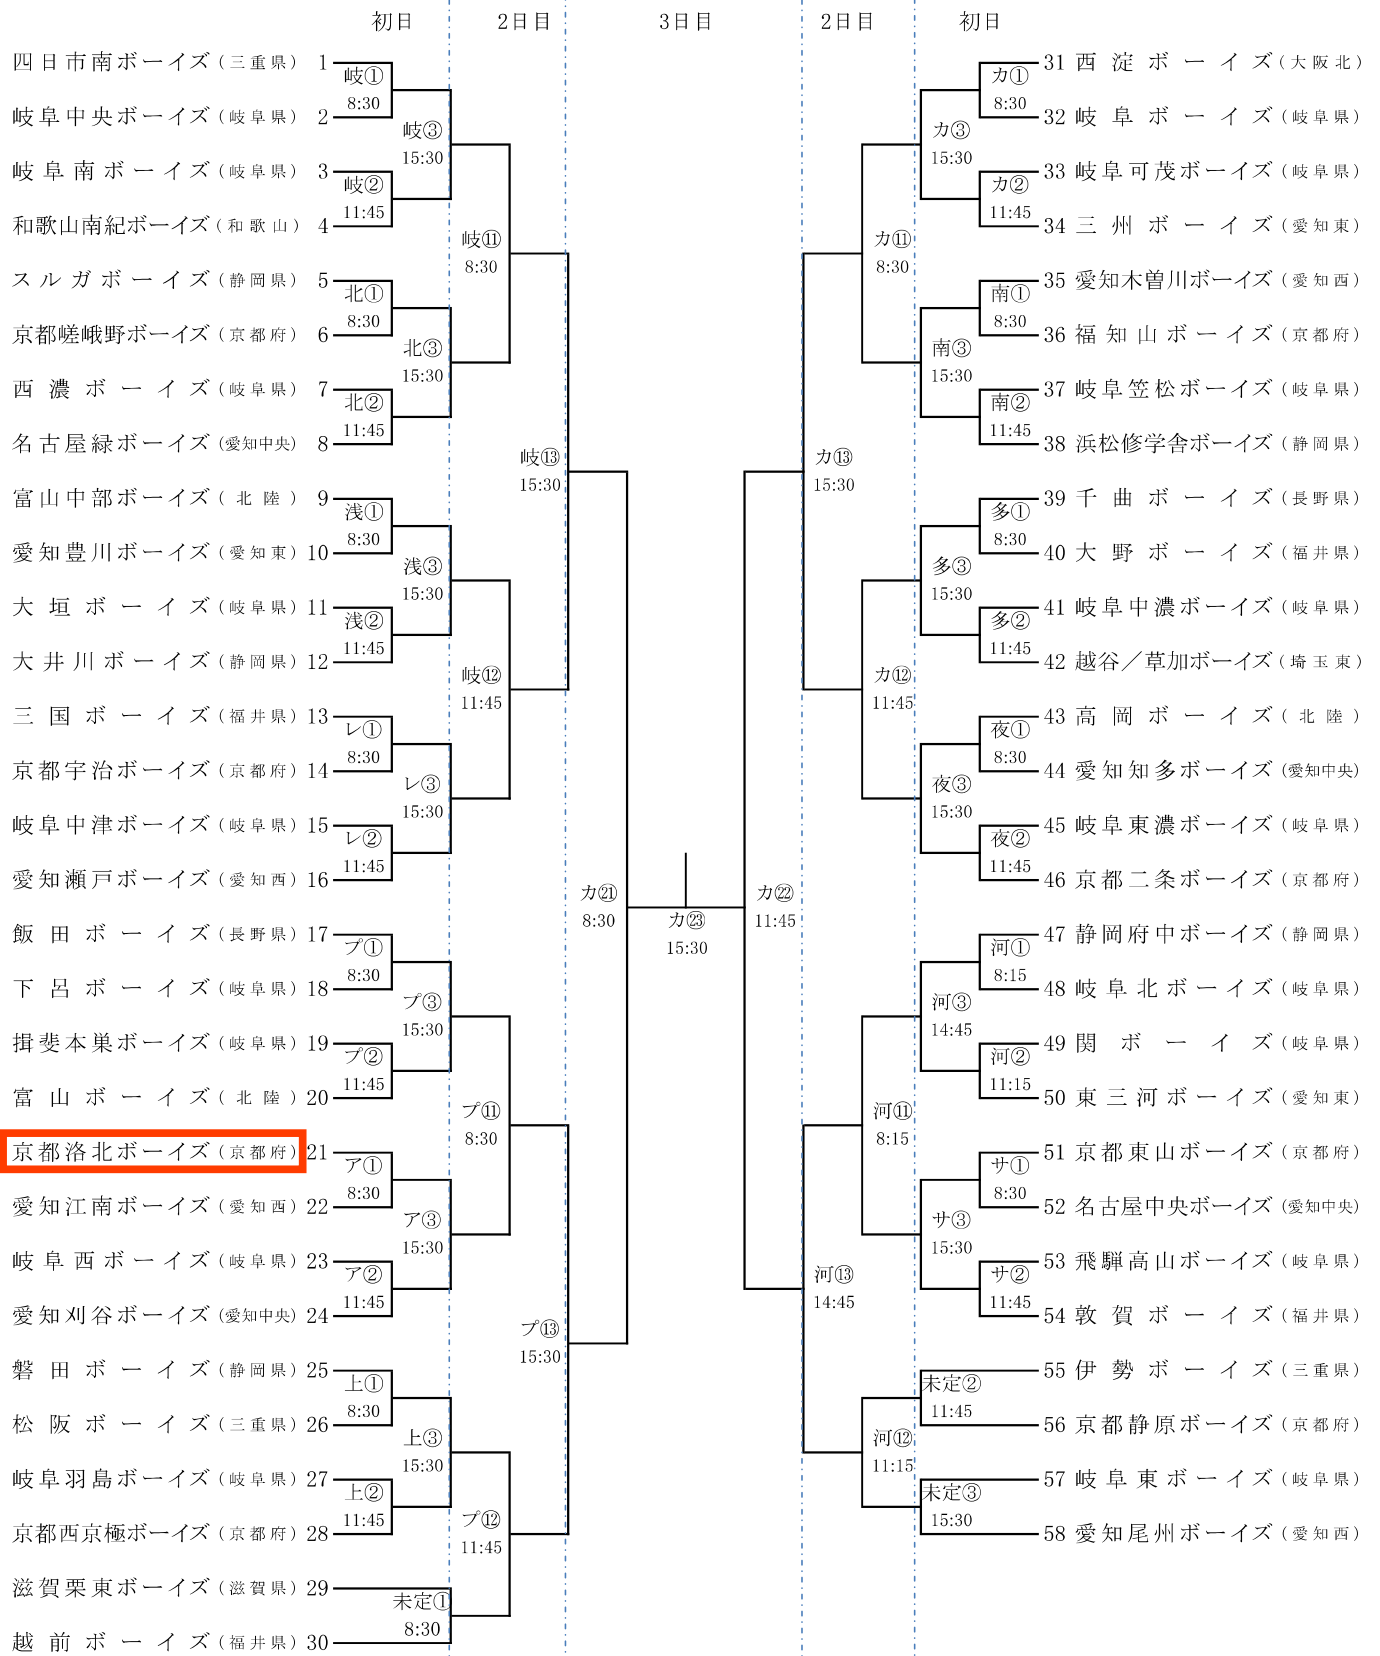 初日 2日目 3日目 2日目 初日
四日市南ボーイズ(三重県) 1
岐① 8:30
岐阜中央ボーイズ(岐阜県) 2
岐③ 15:30
岐阜南ボーイズ(岐阜県) 3
岐② 11:45
和歌山南紀ボーイズ(和歌山) 4
岐⑪ 8:30
スルガボーイズ(静岡県) 5
北① 8:30
京都嵯峨野ボーイズ(京都府) 6
北③ 15:30
西濃ボーイズ(岐阜県) 7
北② 11:45
名古屋緑ボーイズ(愛知中央) 8
岐⑬ 15:30
富山中部ボーイズ(北陸) 9
浅① 8:30
愛知豊川ボーイズ(愛知東) 10
浅③ 15:30
大垣ボーイズ(岐阜県) 11
浅② 11:45
大井川ボーイズ(静岡県) 12
岐⑫ 11:45
三国ボーイズ(福井県) 13
レ① 8:30
京都宇治ボーイズ(京都府) 14
レ③ 15:30
岐阜中津ボーイズ(岐阜県) 15
レ② 11:45
愛知瀬戸ボーイズ(愛知西) 16
カ㉑ 8:30
飯田ボーイズ(長野県) 17
プ① 8:30
下呂ボーイズ(岐阜県) 18
プ③ 15:30
揖斐本巣ボーイズ(岐阜県) 19
プ② 11:45
富山ボーイズ(北陸) 20
プ⑪ 8:30
京都洛北ボーイズ(京都府) 21
ア① 8:30
愛知江南ボーイズ(愛知西) 22
ア③ 15:30
岐阜西ボーイズ(岐阜県) 23
ア② 11:45
愛知刈谷ボーイズ(愛知中央) 24
プ⑬ 15:30
磐田ボーイズ(静岡県) 25
上① 8:30
松阪ボーイズ(三重県) 26
上③ 15:30
岐阜羽島ボーイズ(岐阜県) 27
上② 11:45
京都西京極ボーイズ(京都府) 28
プ⑫ 11:45
滋賀栗東ボーイズ(滋賀県) 29
未定① 8:30
越前ボーイズ(福井県) 30
カ㉓ 15:30
31 西淀ボーイズ(大阪北)
カ① 8:30
32 岐阜ボーイズ(岐阜県)
カ③ 15:30
33 岐阜可茂ボーイズ(岐阜県)
カ② 11:45
34 三州ボーイズ(愛知東)
カ⑪ 8:30
35 愛知木曽川ボーイズ(愛知西)
南① 8:30
36 福知山ボーイズ(京都府)
南③ 15:30
37 岐阜笠松ボーイズ(岐阜県)
南② 11:45
38 浜松修学舎ボーイズ(静岡県)
カ⑬ 15:30
39 千曲ボーイズ(長野県)
多① 8:30
40 大野ボーイズ(福井県)
多③ 15:30
41 岐阜中濃ボーイズ(岐阜県)
多② 11:45
42 越谷／草加ボーイズ(埼玉東)
カ⑫ 11:45
43 高岡ボーイズ(北陸)
夜① 8:30
44 愛知知多ボーイズ(愛知中央)
夜③ 15:30
45 岐阜東濃ボーイズ(岐阜県)
夜② 11:45
46 京都二条ボーイズ(京都府)
カ㉒ 11:45
47 静岡府中ボーイズ(静岡県)
河① 8:15
48 岐阜北ボーイズ(岐阜県)
河③ 14:45
49 関ボーイズ(岐阜県)
河② 11:15
50 東三河ボーイズ(愛知東)
河⑪ 8:15
51 京都東山ボーイズ(京都府)
サ① 8:30
52 名古屋中央ボーイズ(愛知中央)
サ③ 15:30
53 飛騨高山ボーイズ(岐阜県)
サ② 11:45
54 敦賀ボーイズ(福井県)
河⑬ 14:45
55 伊勢ボーイズ(三重県)
未定② 11:45
56 京都静原ボーイズ(京都府)
河⑫ 11:15
57 岐阜東ボーイズ(岐阜県)
未定③ 15:30
58 愛知尾州ボーイズ(愛知西)